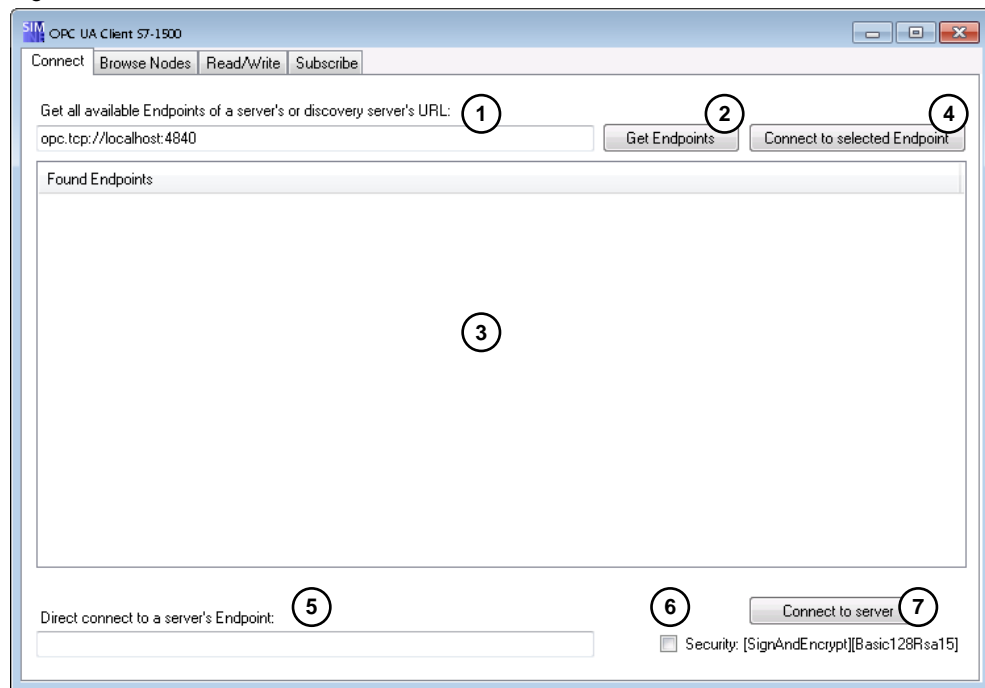 SIM
OPC UA Client S7-1500
Connect Browse Nodes Read/Write Subscribe
Get all available Endpoints of a server's or discovery server's URL: 1 2 4
opc.tcp://localhost:4840 Get Endpoints Connect to selected Endpoint
Found Endpoints
3
Direct connect to a server's Endpoint: 5 6 Connect to server 7
Security: [SignAndEncrypt][Basic128Rsa15]